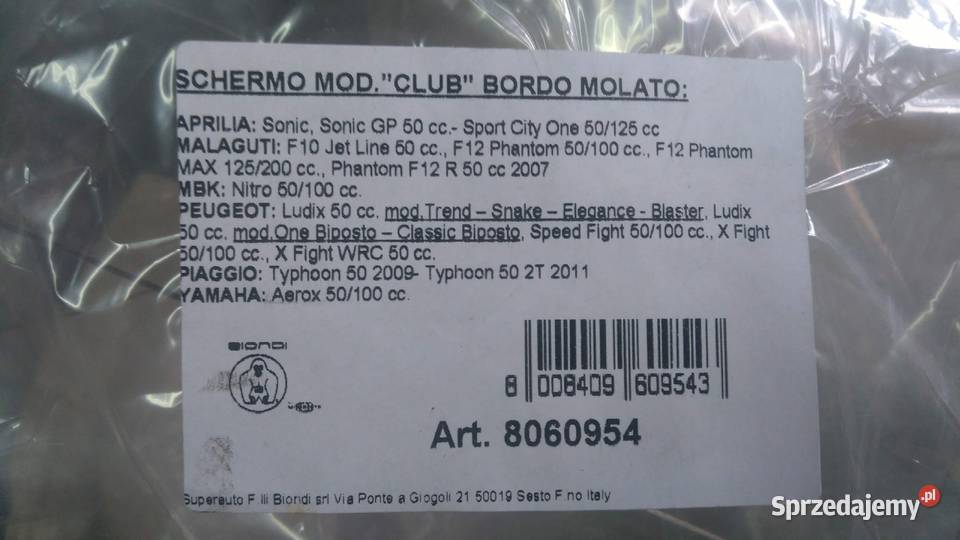 SCHERMO MOD."CLUB" BORDO MOLATO:
APRILIA: Sonic, Sonic GP 50 cc.- Sport City One 50/125 cc
MALAGUTI: F10 Jet Line 50 cc., F12 Phantom 50/100 cc., F12 Phantom
MAX 125/200 cc., Phantom F12 R 50 cc 2007
MBK: Nitro 50/100 cc.
PEUGEOT: Ludix 50 cc. mod.Trend – Snake – Elegance - Blaster, Ludix
50 cc. mod.One Biposto – Classic Biposto, Speed Fight 50/100 cc., X Fight
50/100 cc., X Fight WRC 50 cc.
PIAGGIO: Typhoon 50 2009- Typhoon 50 2T 2011
YAMAHA: Aerox 50/100 cc.
BIONDI
8 008409 609543
Art. 8060954
Superauto F.lli Biondi srl Via Ponte a Giogoli 21 50019 Sesto F.no Italy
Sprzedajemy.pl